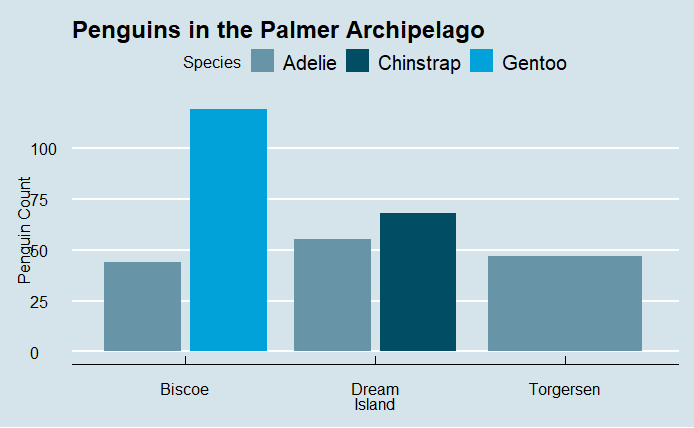 Penguins in the Palmer Archipelago
Species Adelie Chinstrap Gentoo
Penguin Count
100
75
50
25
0
Biscoe Dream Torgersen
Island